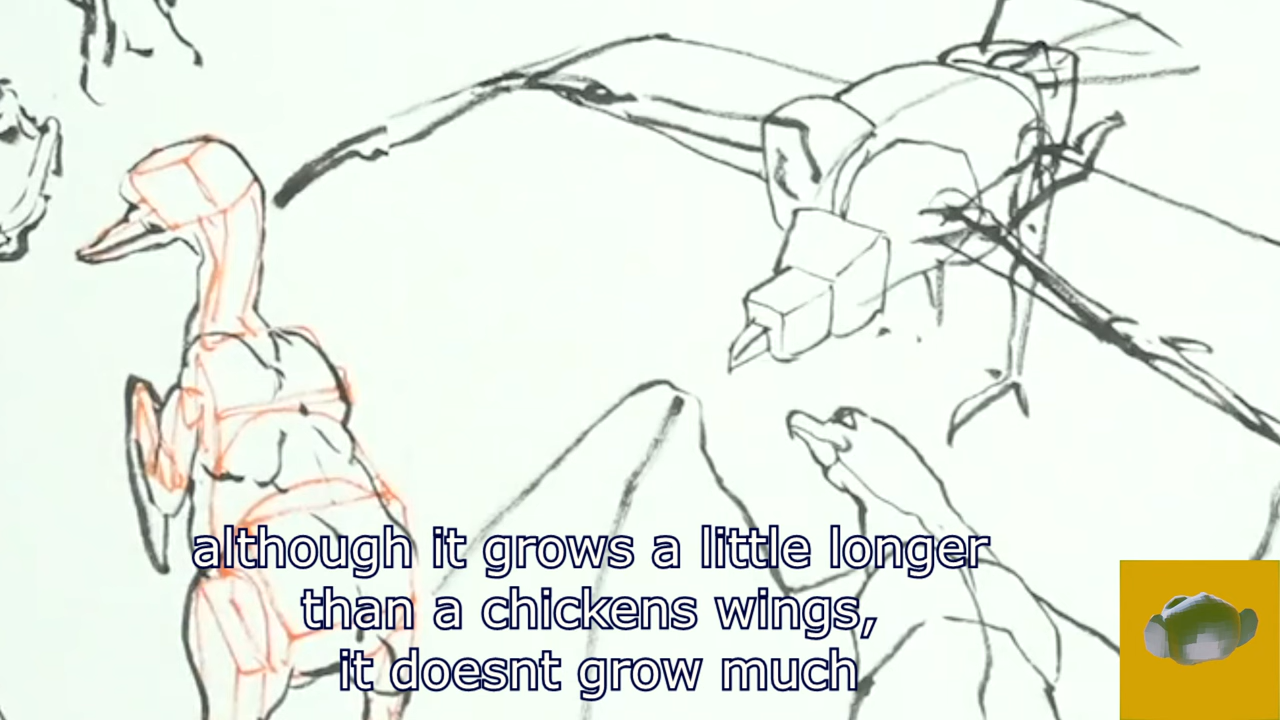 although it grows a little longer
than a chickens wings,
it doesnt grow much